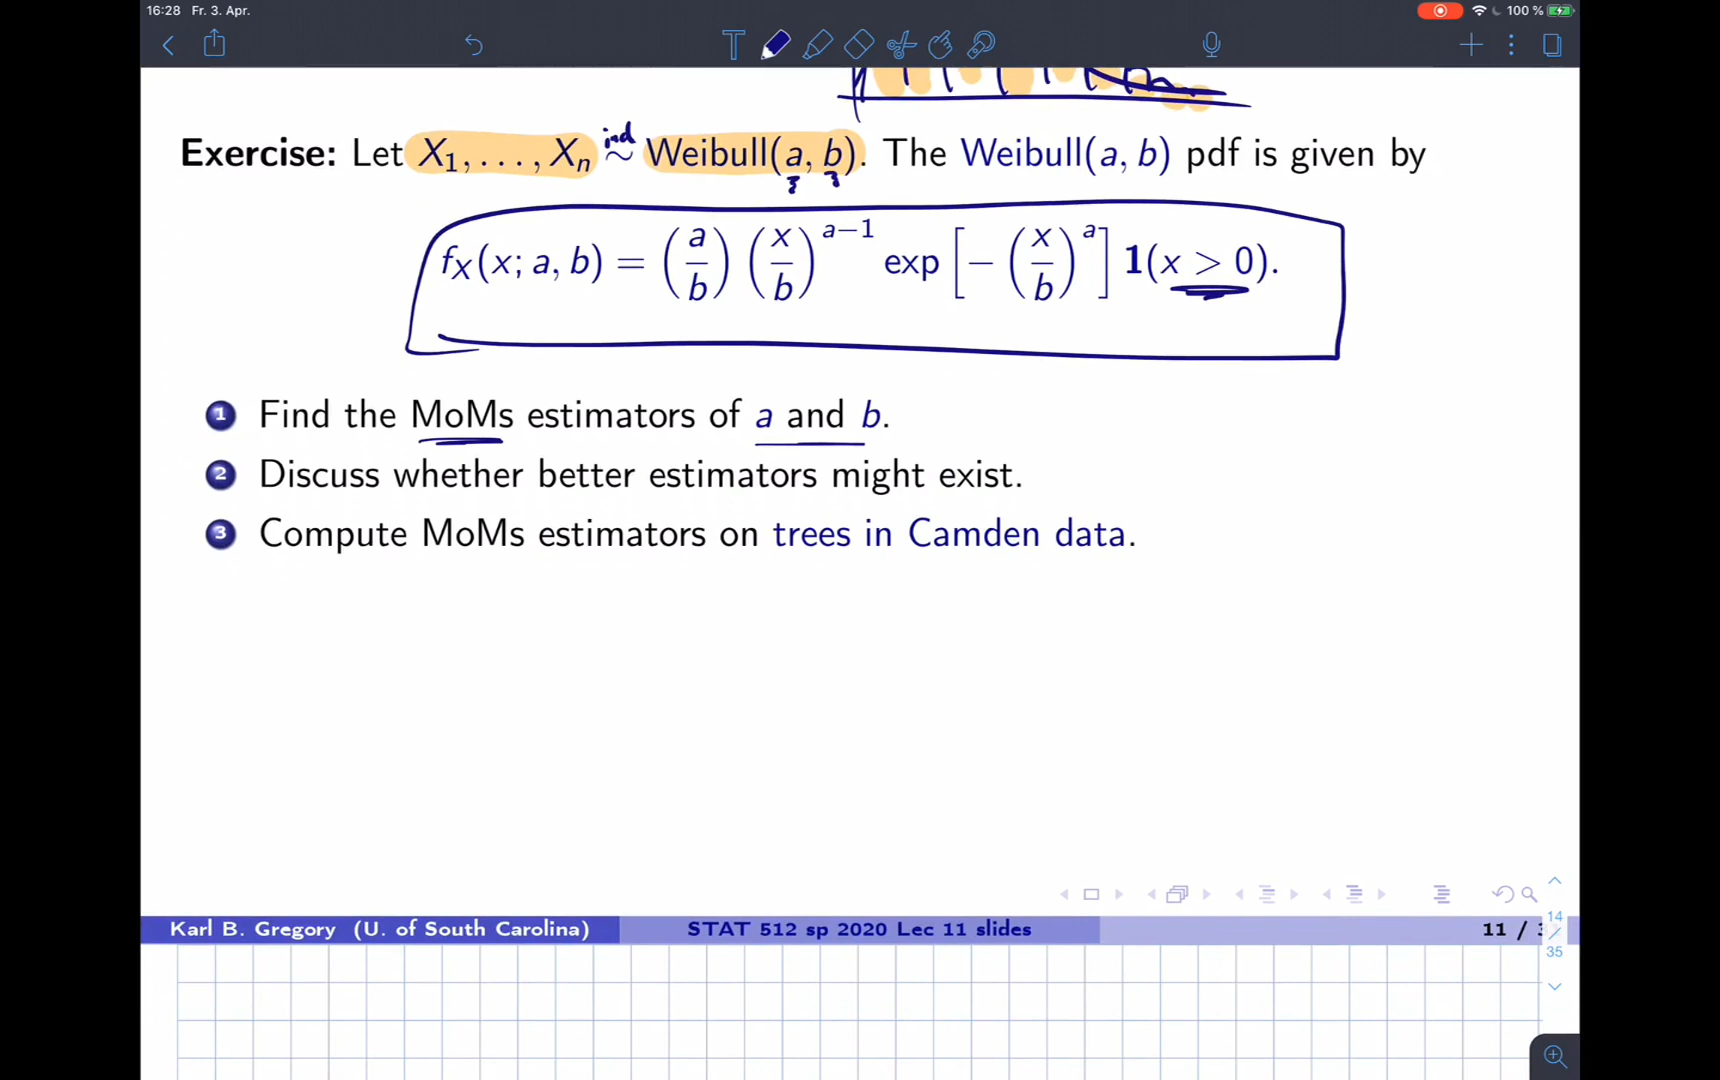 16:28 Fr. 3. Apr. 100 %
T
Exercise: Let X₁, . . . , Xₙ ind ~ Weibull(a, b). The Weibull(a, b) pdf is given by
f_X(x; a, b) = (a/b) (x/b)^(a−1) exp [−(x/b)^a] 1(x > 0).
1 Find the MoMs estimators of a and b.
2 Discuss whether better estimators might exist.
3 Compute MoMs estimators on trees in Camden data.
14 / 35
Karl B. Gregory (U. of South Carolina) STAT 512 sp 2020 Lec 11 slides 11 /